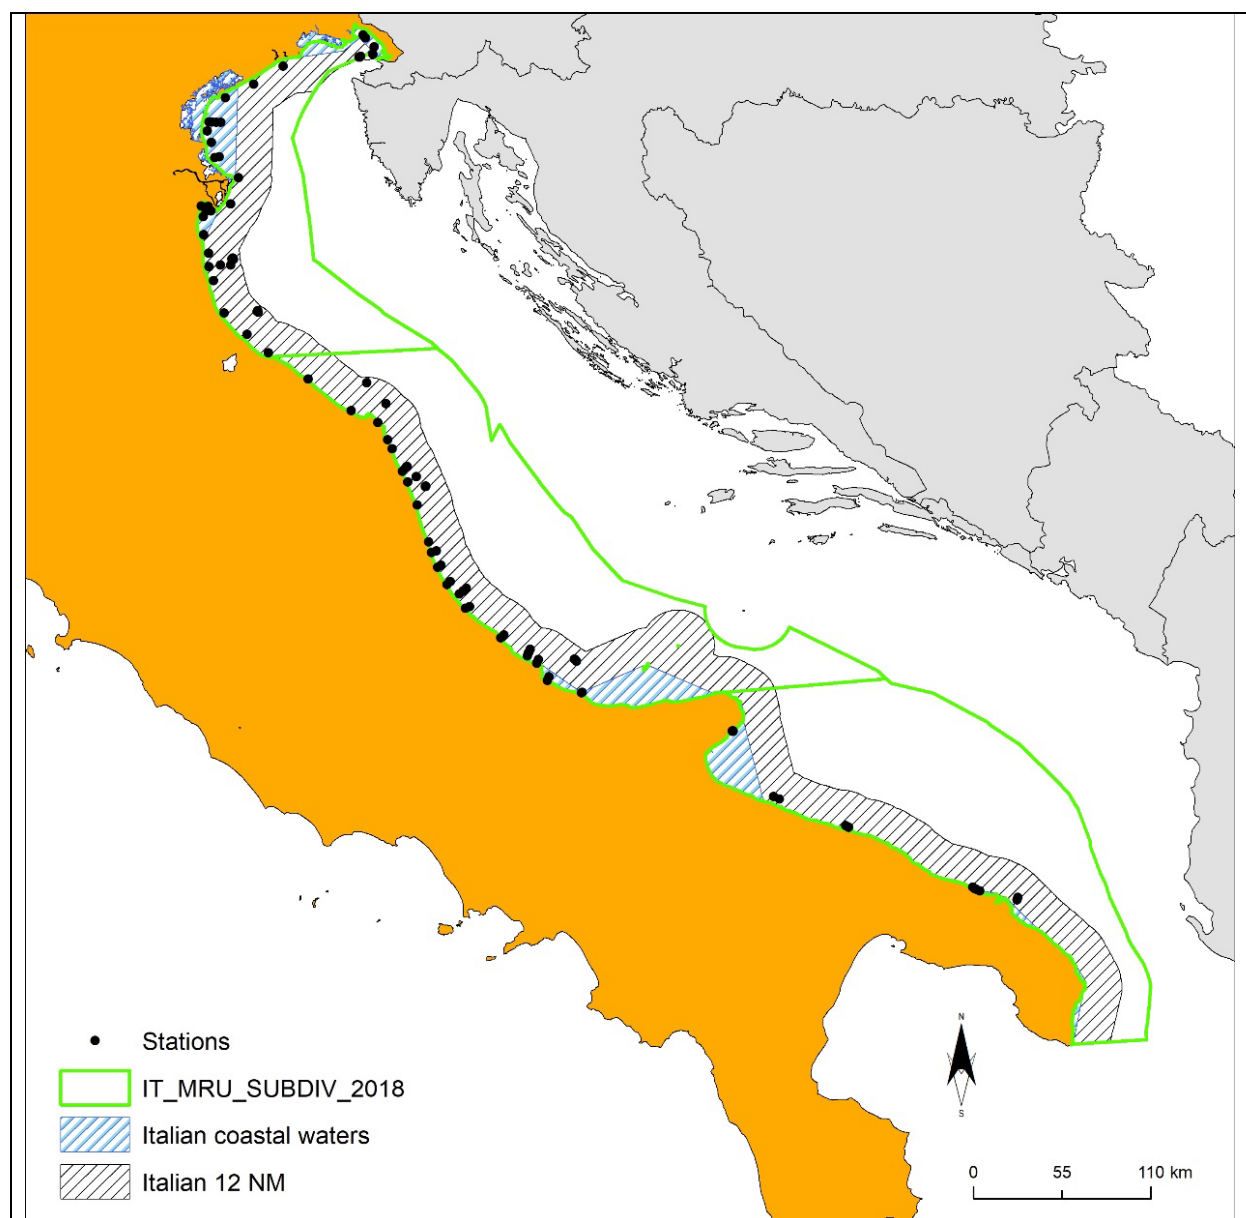 Stations
IT_MRU_SUBDIV_2018
Italian coastal waters
Italian 12 NM
N
S
0 55 110 km